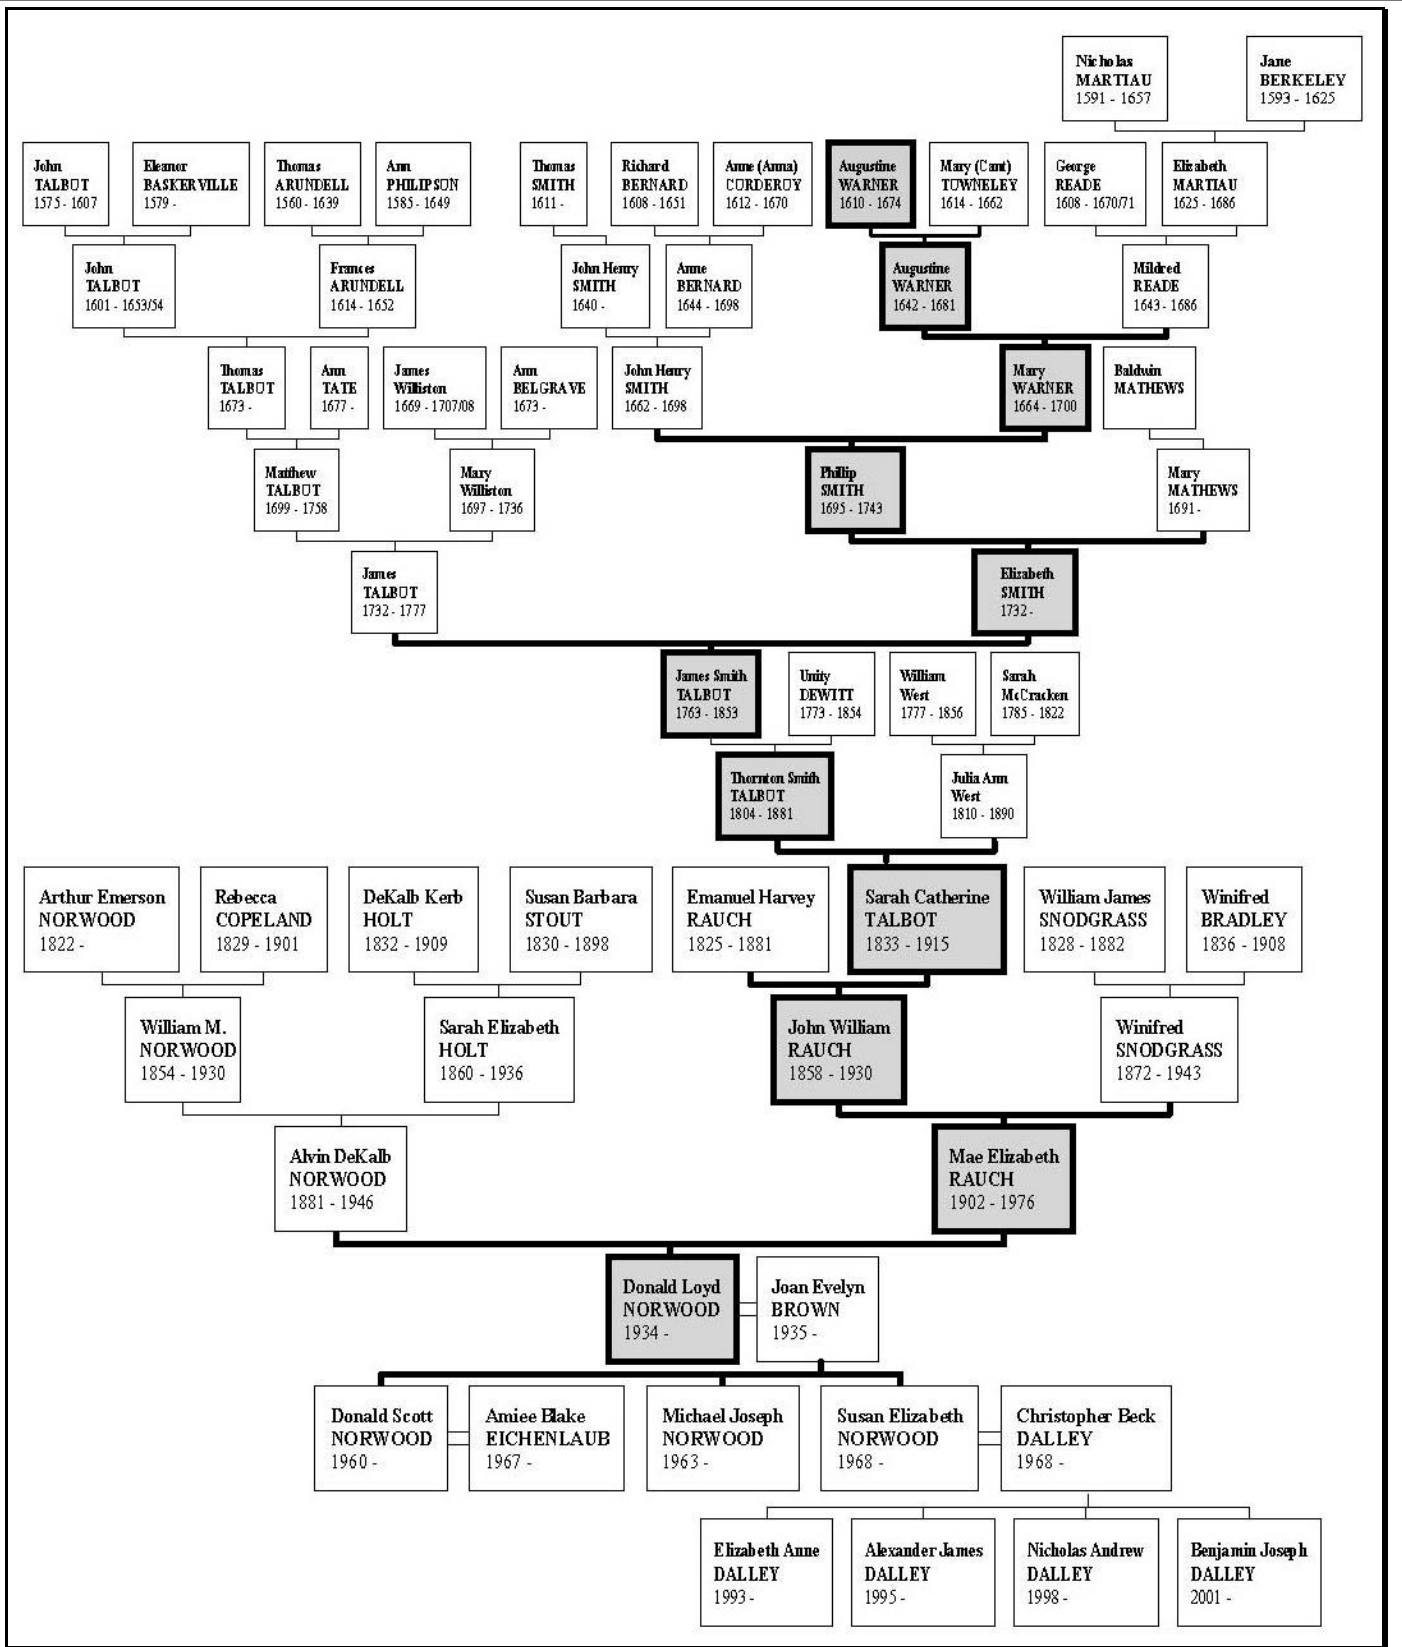 Nicholas
MARTIAU
1591 - 1657
Jane
BERKELEY
1593 - 1625
John
TALBOT
1575 - 1607
Eleanor
BASKERVILLE
1579 -
Thomas
ARUNDELL
1560 - 1639
Ann
PHILIPSON
1585 - 1649
Thomas
SMITH
1611 -
Richard
BERNARD
1608 - 1651
Anne (Anna)
CORDEROY
1612 - 1670
Augustine
WARNER
1610 - 1674
Mary (Cant)
TOWNELEY
1614 - 1662
George
READE
1608 - 1670/71
Elizabeth
MARTIAU
1625 - 1686
John
TALBOT
1601 - 1653/54
Frances
ARUNDELL
1614 - 1652
John Henry
SMITH
1640 -
Anne
BERNARD
1644 - 1698
Augustine
WARNER
1642 - 1681
Mildred
READE
1643 - 1686
Thomas
TALBOT
1673 -
Ann
TATE
1677 -
James
Williston
1669 - 1707/08
Ann
BELGRAVE
1673 -
John Henry
SMITH
1662 - 1698
Mary
WARNER
1664 - 1700
Baldwin
MATHEWS
Matthew
TALBOT
1699 - 1758
Mary
Williston
1697 - 1736
Phillip
SMITH
1695 - 1743
Mary
MATHEWS
1691 -
James
TALBOT
1732 - 1777
Elizabeth
SMITH
1732 -
James Smith
TALBOT
1763 - 1853
Unity
DEWITT
1773 - 1854
William
West
1777 - 1856
Sarah
McCracken
1785 - 1822
Thornton Smith
TALBOT
1804 - 1881
Julia Ann
West
1810 - 1890
Arthur Emerson
NORWOOD
1822 -
Rebecca
COPELAND
1829 - 1901
DeKalb Kerb
HOLT
1832 - 1909
Susan Barbara
STOUT
1830 - 1898
Emanuel Harvey
RAUCH
1825 - 1881
Sarah Catherine
TALBOT
1833 - 1915
William James
SNODGRASS
1828 - 1882
Winifred
BRADLEY
1836 - 1908
William M.
NORWOOD
1854 - 1930
Sarah Elizabeth
HOLT
1860 - 1936
John William
RAUCH
1858 - 1930
Winifred
SNODGRASS
1872 - 1943
Alvin DeKalb
NORWOOD
1881 - 1946
Mae Elizabeth
RAUCH
1902 - 1976
Donald Loyd
NORWOOD
1934 -
Joan Evelyn
BROWN
1935 -
Donald Scott
NORWOOD
1960 -
Amiee Blake
EICHENLAUB
1967 -
Michael Joseph
NORWOOD
1963 -
Susan Elizabeth
NORWOOD
1968 -
Christopher Beck
DALLEY
1968 -
Elizabeth Anne
DALLEY
1993 -
Alexander James
DALLEY
1995 -
Nicholas Andrew
DALLEY
1998 -
Benjamin Joseph
DALLEY
2001 -